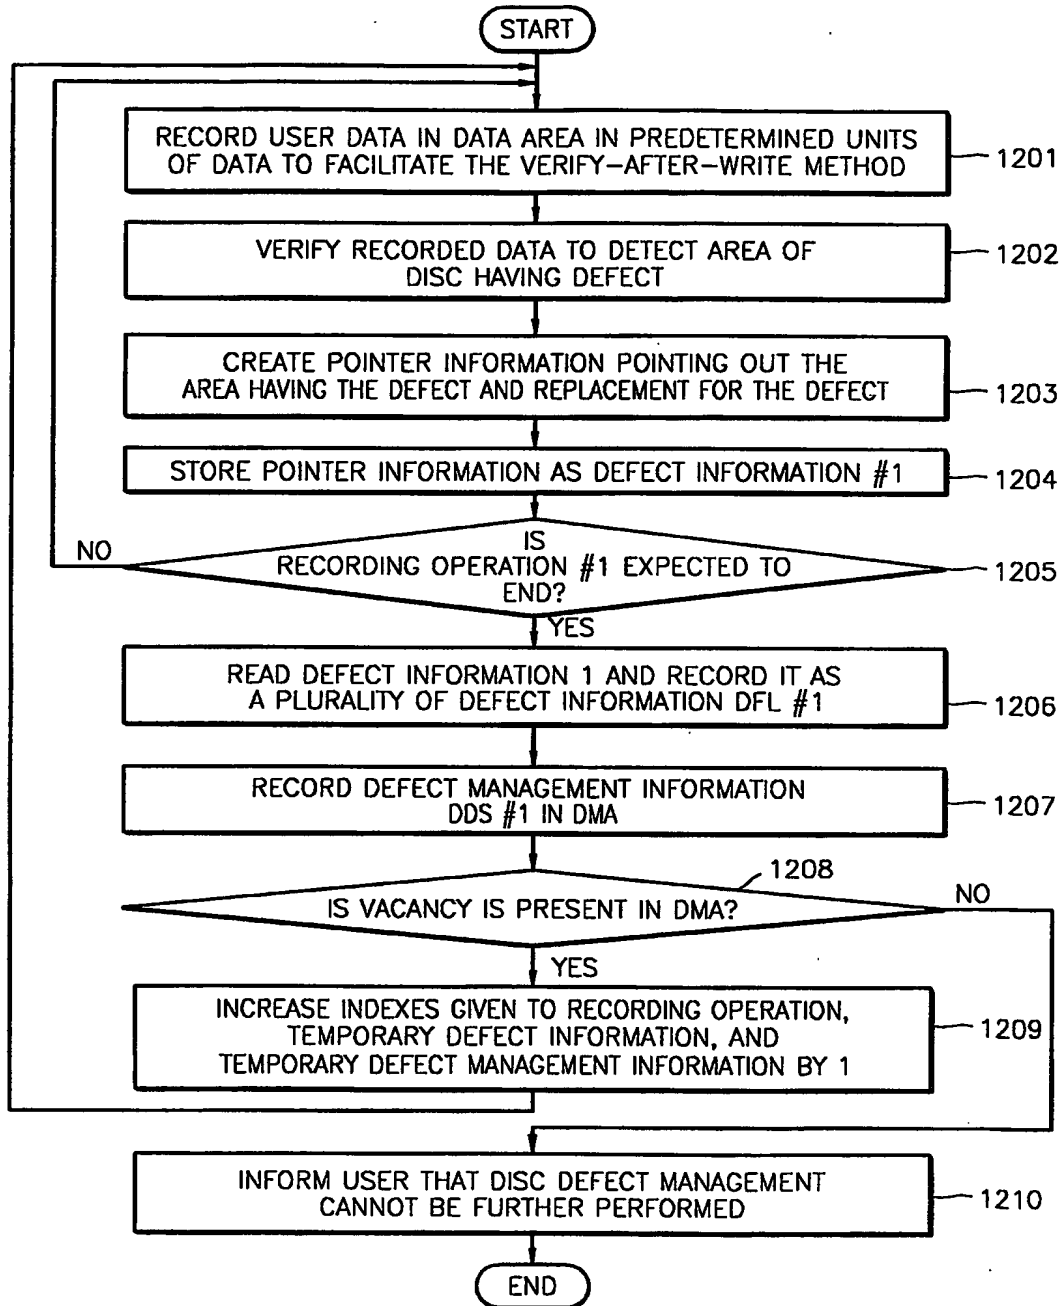 START
RECORD USER DATA IN DATA AREA IN PREDETERMINED UNITS
OF DATA TO FACILITATE THE VERIFY-AFTER-WRITE METHOD
1201
VERIFY RECORDED DATA TO DETECT AREA OF
DISC HAVING DEFECT
1202
CREATE POINTER INFORMATION POINTING OUT THE
AREA HAVING THE DEFECT AND REPLACEMENT FOR THE DEFECT
1203
STORE POINTER INFORMATION AS DEFECT INFORMATION #1
1204
NO
IS
RECORDING OPERATION #1 EXPECTED TO
END?
1205
YES
READ DEFECT INFORMATION 1 AND RECORD IT AS
A PLURALITY OF DEFECT INFORMATION DFL #1
1206
RECORD DEFECT MANAGEMENT INFORMATION
DDS #1 IN DMA
1207
1208
NO
IS VACANCY IS PRESENT IN DMA?
YES
INCREASE INDEXES GIVEN TO RECORDING OPERATION,
TEMPORARY DEFECT INFORMATION, AND
TEMPORARY DEFECT MANAGEMENT INFORMATION BY 1
1209
INFORM USER THAT DISC DEFECT MANAGEMENT
CANNOT BE FURTHER PERFORMED
1210
END